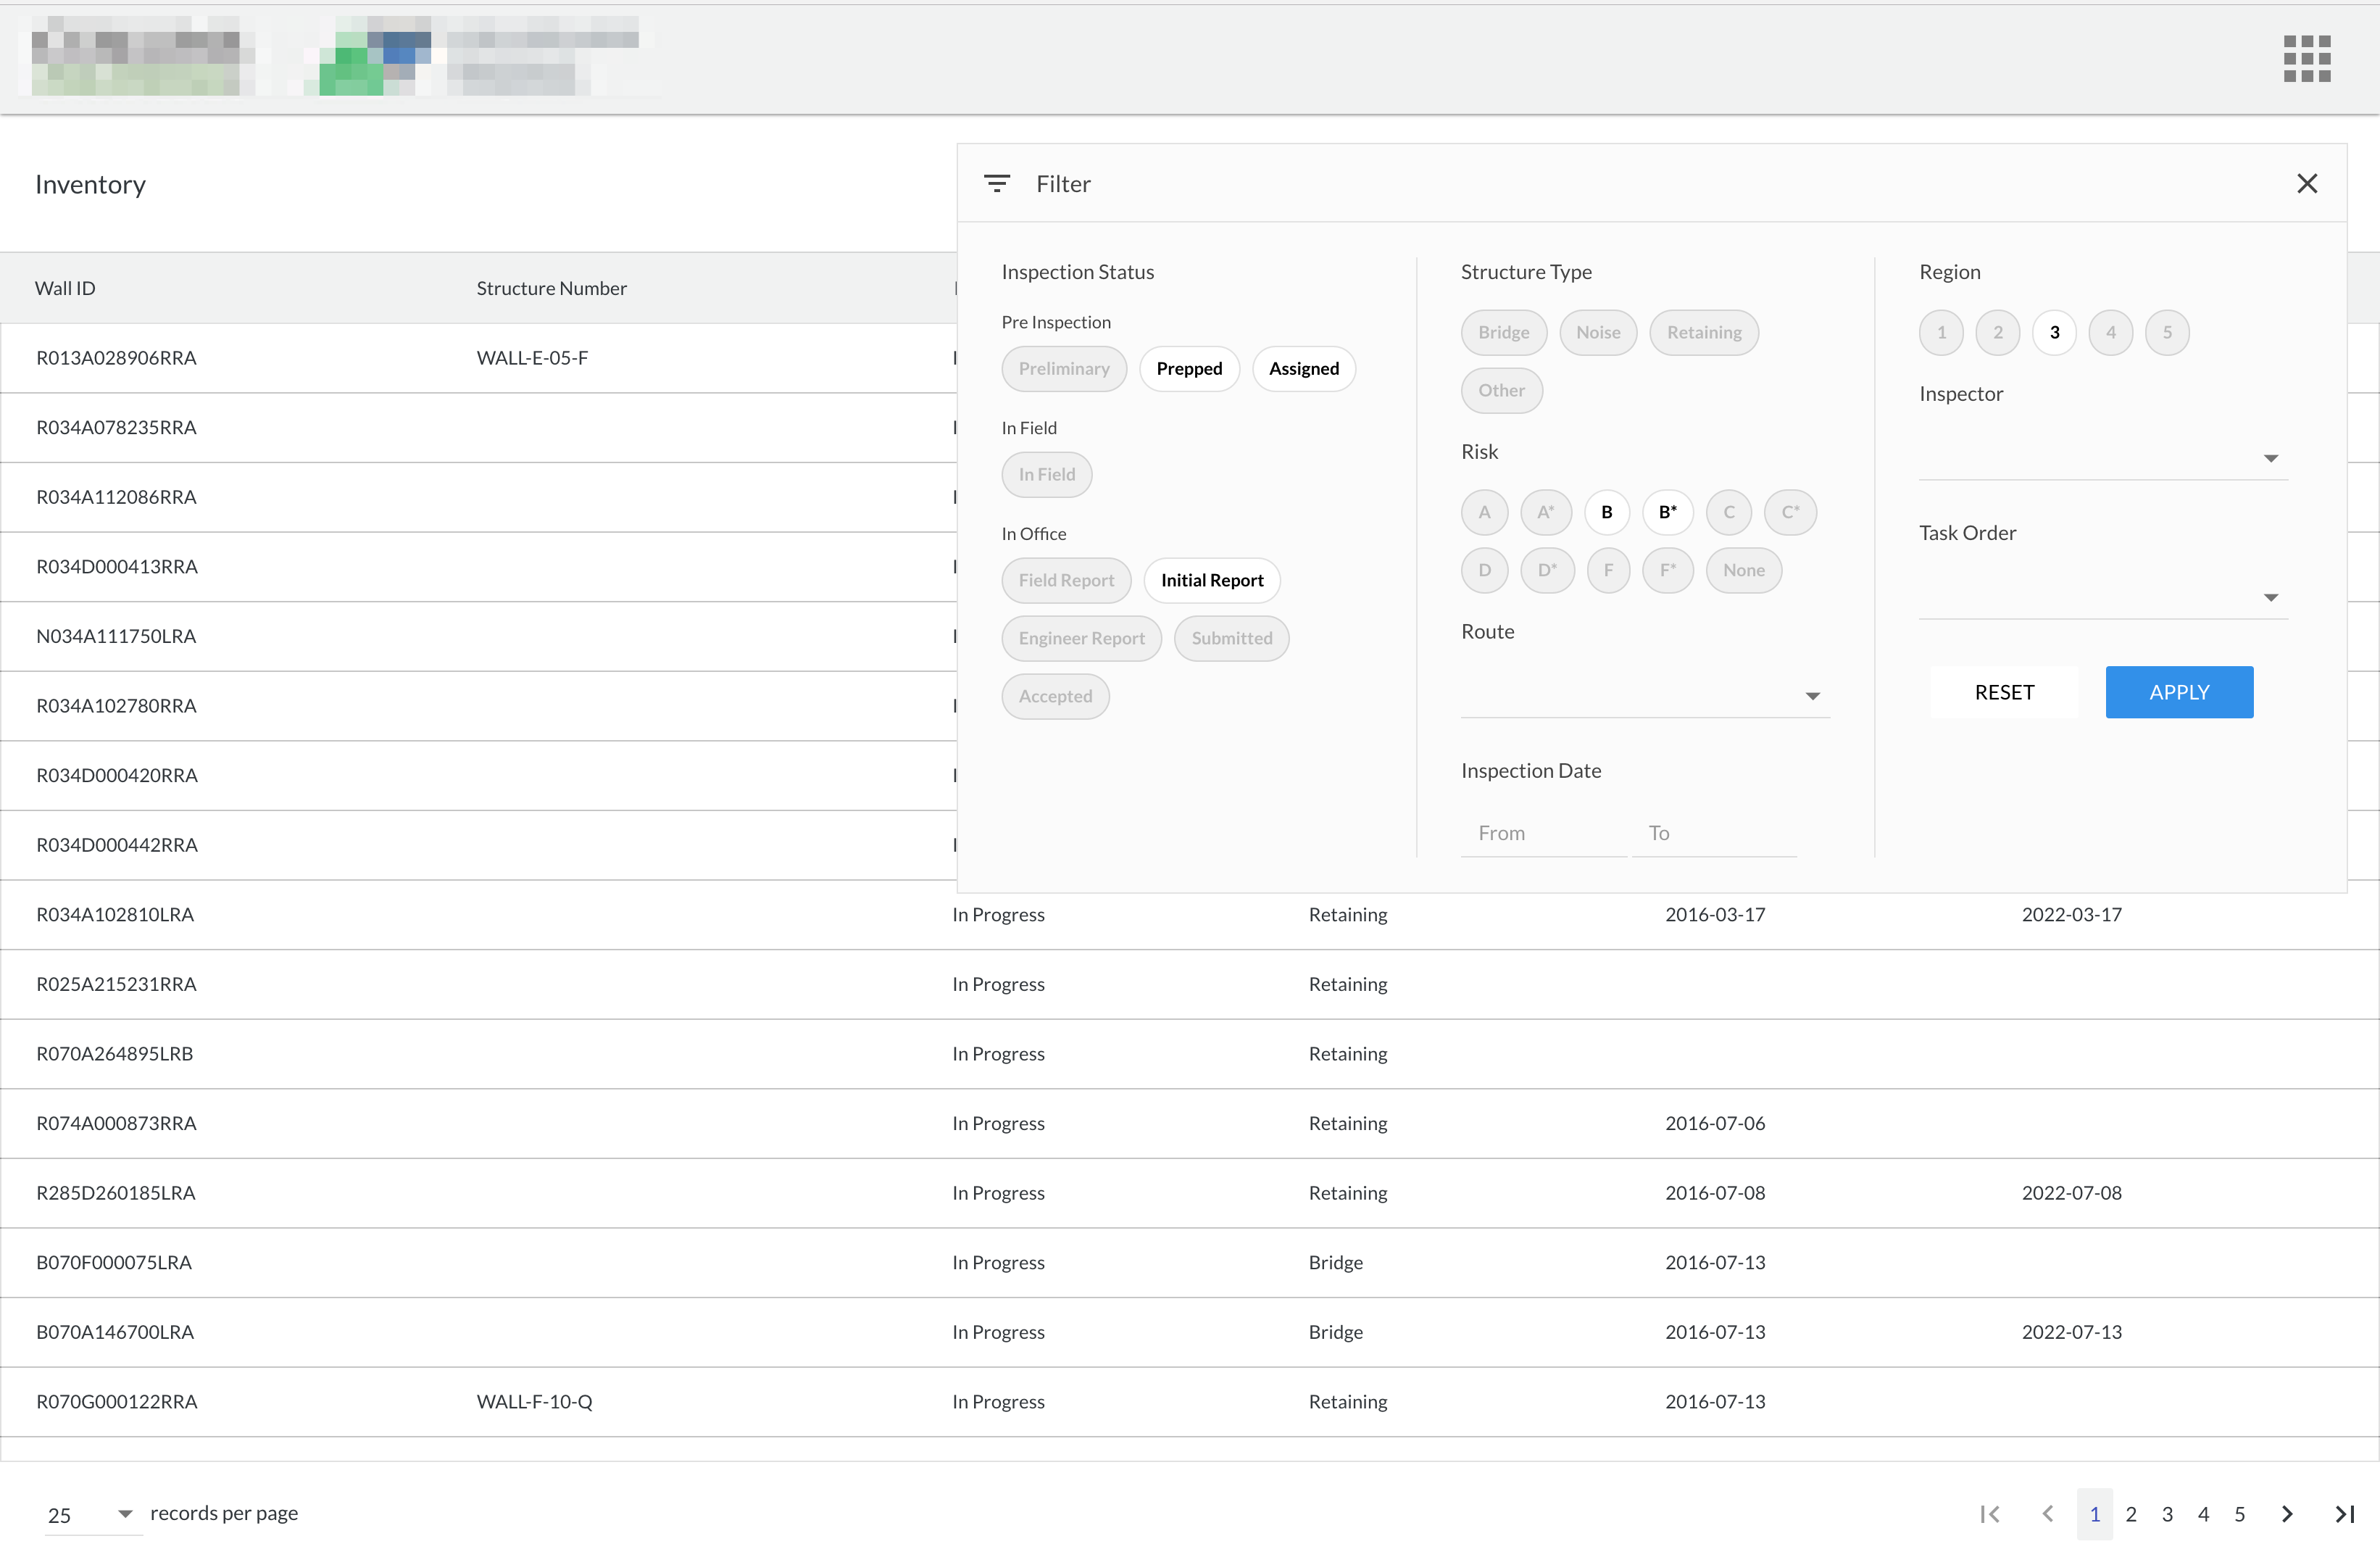 Inventory
Filter
Wall ID Structure Number
Inspection Status
Pre Inspection
Preliminary Prepped Assigned
In Field
In Field
In Office
Field Report Initial Report
Engineer Report Submitted
Accepted
Structure Type
Bridge Noise Retaining
Other
Risk
A A* B B* C C*
D D* F F* None
Route
Inspection Date
From To
Region
1 2 3 4 5
Inspector
Task Order
RESET APPLY
R013A028906RRA WALL-E-05-F
R034A078235RRA
R034A112086RRA
R034D000413RRA
N034A111750LRA
R034A102780RRA
R034D000420RRA
R034D000442RRA
R034A102810LRA In Progress Retaining 2016-03-17 2022-03-17
R025A215231RRA In Progress Retaining
R070A264895LRB In Progress Retaining
R074A000873RRA In Progress Retaining 2016-07-06
R285D260185LRA In Progress Retaining 2016-07-08 2022-07-08
B070F000075LRA In Progress Bridge 2016-07-13
B070A146700LRA In Progress Bridge 2016-07-13 2022-07-13
R070G000122RRA WALL-F-10-Q In Progress Retaining 2016-07-13
25 records per page 1 2 3 4 5